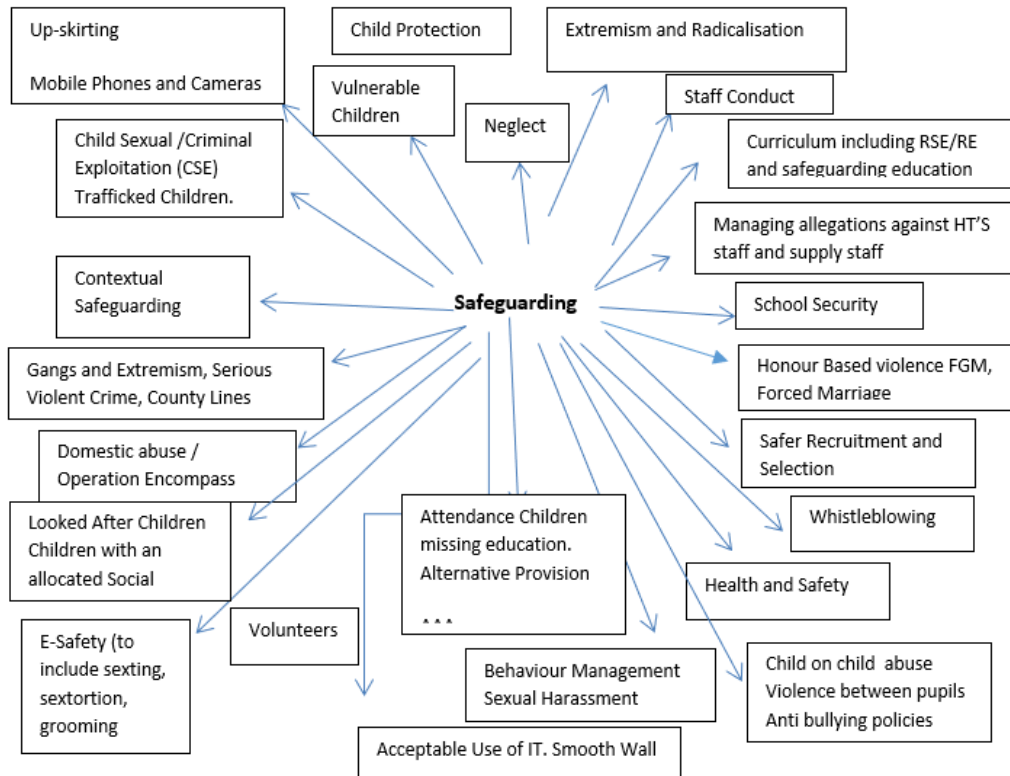 Up-skirting
Mobile Phones and Cameras
Child Protection
Extremism and Radicalisation
Vulnerable
Children
Neglect
Staff Conduct
Child Sexual /Criminal
Exploitation (CSE)
Trafficked Children.
Curriculum including RSE/RE
and safeguarding education
Managing allegations against HT'S
staff and supply staff
Contextual
Safeguarding
Safeguarding
School Security
Gangs and Extremism, Serious
Violent Crime, County Lines
Honour Based violence FGM,
Forced Marriage
Domestic abuse /
Operation Encompass
Safer Recruitment and
Selection
Looked After Children
Children with an
allocated Social
Attendance Children
missing education.
Alternative Provision
Whistleblowing
Health and Safety
E-Safety (to
include sexting,
sextortion,
grooming
Volunteers
Behaviour Management
Sexual Harassment
Child on child abuse
Violence between pupils
Anti bullying policies
Acceptable Use of IT. Smooth Wall